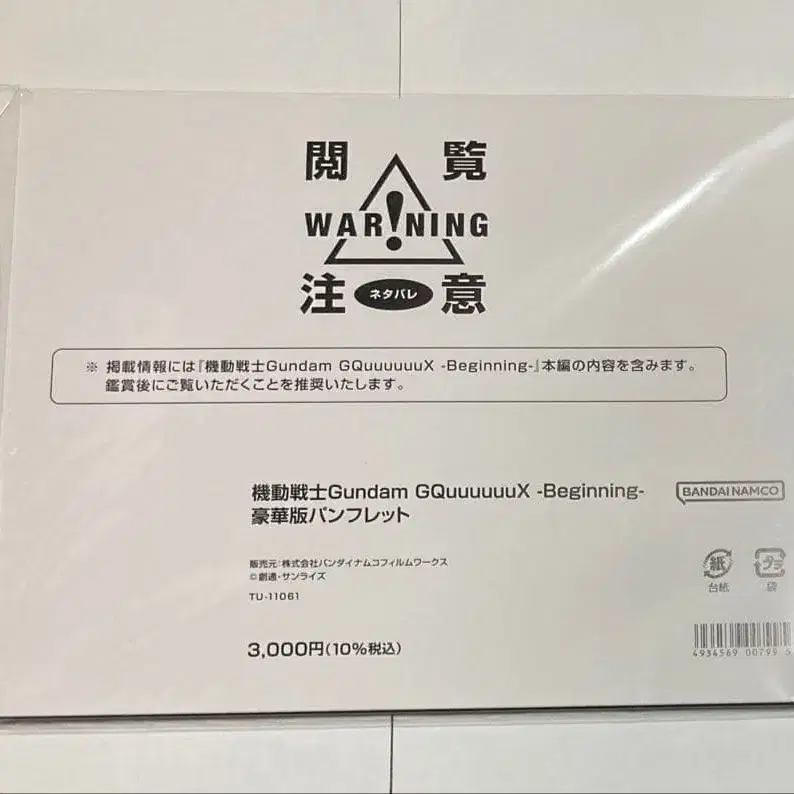 閲覧
WAR!NING
注 ネタバレ 意
※ 掲載情報には『機動戦士Gundam GQuuuuuuX -Beginning-』本編の内容を含みます。
鑑賞後にご覧いただくことを推奨いたします。
機動戦士Gundam GQuuuuuuX -Beginning-
豪華版パンフレット
BANDAI NAMCO
販売元:株式会社バンダイナムコフィルムワークス
©創通・サンライズ
TU-11061
紙
台紙
プラ
袋
3,000円(10%税込)
4934569 00799 5